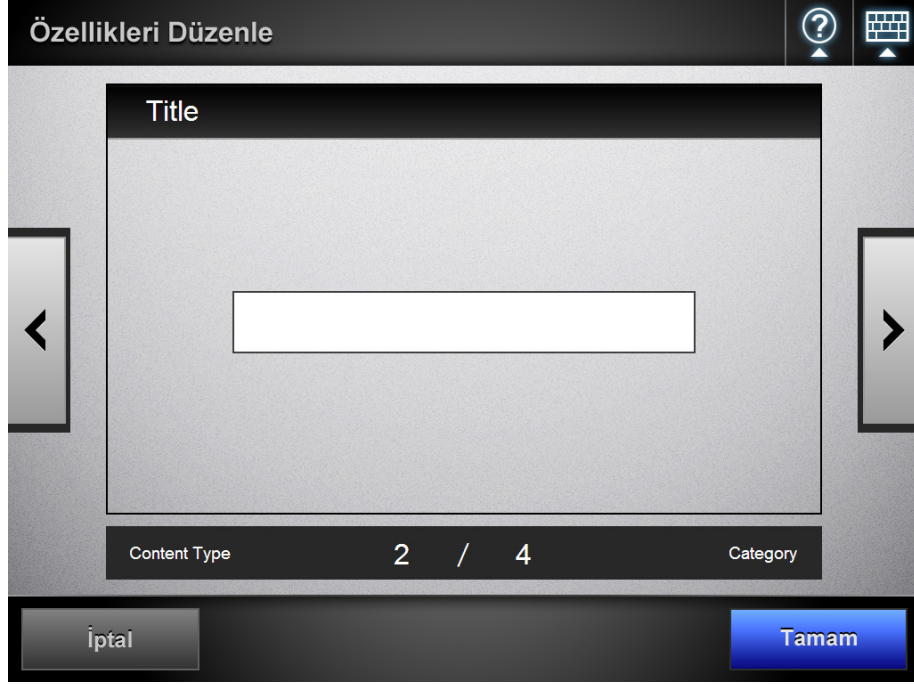 Özellikleri Düzenle
?
Title
Content Type 2 / 4 Category
İptal Tamam